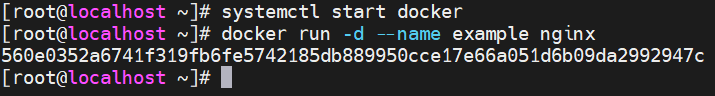 [root@localhost ~]# systemctl start docker
[root@localhost ~]# docker run -d --name example nginx
560e0352a6741f319fb6fe5742185db889950cce17e66a051d6b09da2992947c
[root@localhost ~]#